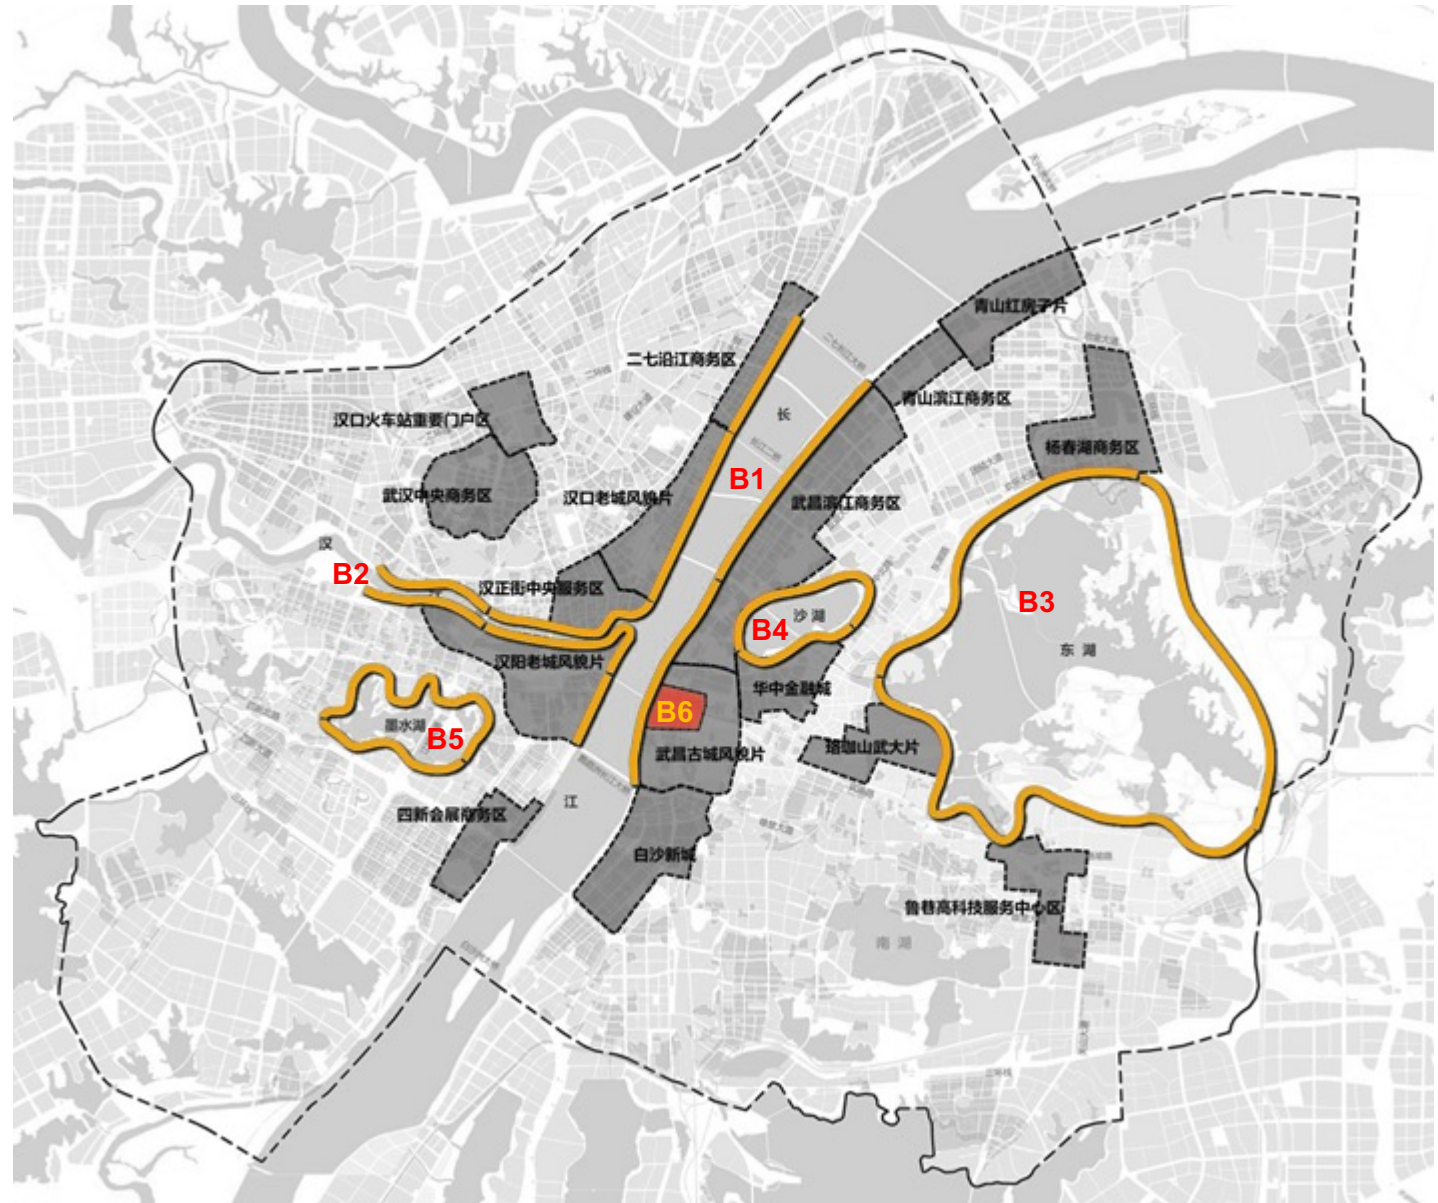 青山红房子片
二七沿江商务区
二七长江大桥
青山滨江商务区
汉口火车站重要门户区
长
杨春湖商务区
B1
武汉中央商务区
汉口老城风貌片
武昌滨江商务区
汉
B2
汉正街中央服务区
B3
沙湖
B4
东湖
汉阳老城风貌片
华中金融城
B6
墨水湖
B5
武昌古城风貌片
珞珈山武大片
江
四新会展商务区
白沙新城
鲁巷高科技服务中心区
南湖